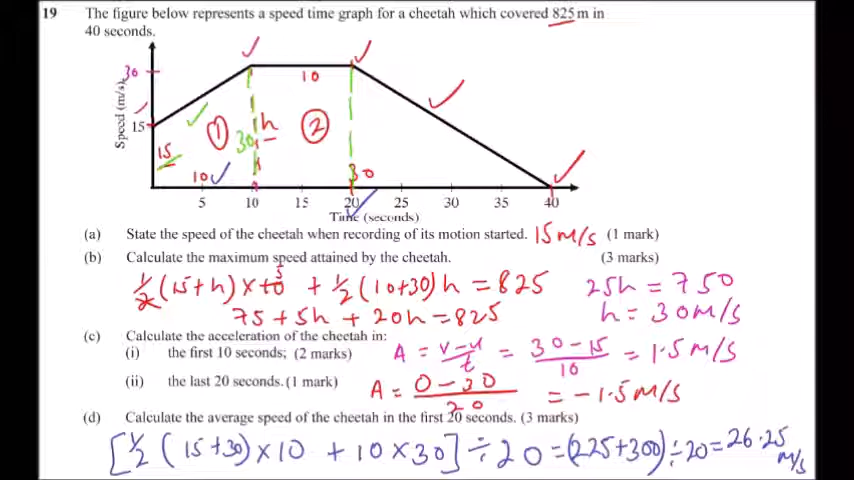 19 The figure below represents a speed time graph for a cheetah which covered 825 m in
40 seconds.
Speed (m/s)
30
15
15
10
①
30
h
②
10
30
5 10 15 20 25 30 35 40
Time (seconds)
(a) State the speed of the cheetah when recording of its motion started. 15 m/s (1 mark)
(b) Calculate the maximum speed attained by the cheetah. (3 marks)
1/2 (15+h) × 10 5 + 1/2 (10+30) h = 825 25h = 750
75 + 5h + 20h = 825 h = 30 m/s
(c) Calculate the acceleration of the cheetah in:
(i) the first 10 seconds; (2 marks) A = v-u/t = 30-15/10 = 1.5 m/s
(ii) the last 20 seconds. (1 mark) A = 0-30/20 = -1.5 m/s
(d) Calculate the average speed of the cheetah in the first 20 seconds. (3 marks)
[1/2 (15+30) × 10 + 10 × 30] ÷ 20 = (225+300) ÷ 20 = 26.25 m/s